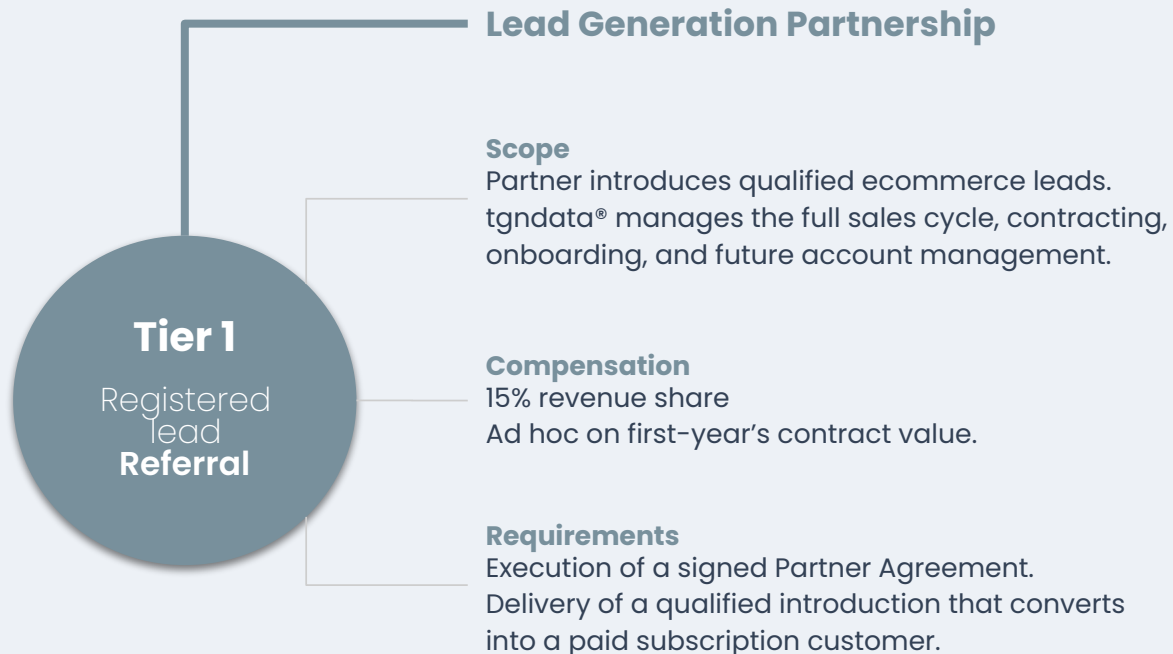 Lead Generation Partnership
Scope
Partner introduces qualified ecommerce leads.
tgndata® manages the full sales cycle, contracting,
onboarding, and future account management.
Tier 1
Registered
lead
Referral
Compensation
15% revenue share
Ad hoc on first-year's contract value.
Requirements
Execution of a signed Partner Agreement.
Delivery of a qualified introduction that converts
into a paid subscription customer.